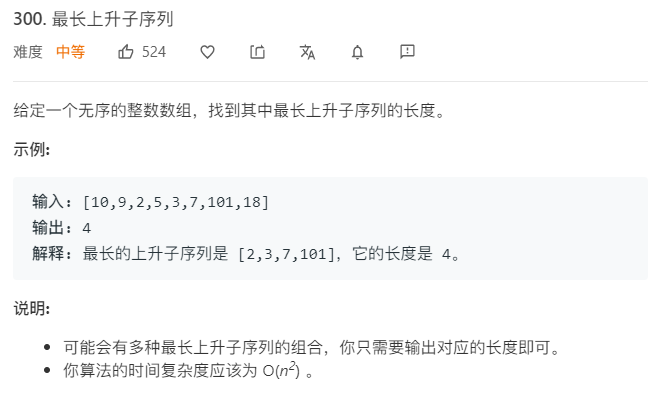 300. 最长上升子序列
难度 中等 524
给定一个无序的整数数组，找到其中最长上升子序列的长度。
示例:
输入: [10,9,2,5,3,7,101,18]
输出: 4
解释: 最长的上升子序列是 [2,3,7,101]，它的长度是 4。
说明:
• 可能会有多种最长上升子序列的组合，你只需要输出对应的长度即可。
• 你算法的时间复杂度应该为 O(n²) 。